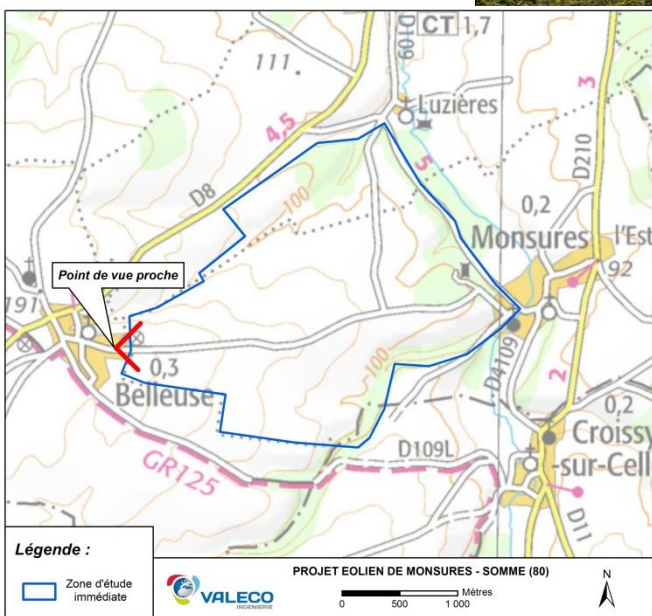 D109
CT 1,7
111.
Luzières
4,5
5
3
D210
D8
100
0,2
Monsures
l'Est
Point de vue proche
92
191
100
0,3
Belleuse
D4109
2
0,2
Croissy
-sur-Cell
D109L
GR125
D11
Légende :
Zone d'étude
immédiate
VALECO
INGENIERIE
PROJET EOLIEN DE MONSURES - SOMME (80)
Mètres
0 500 1 000
N